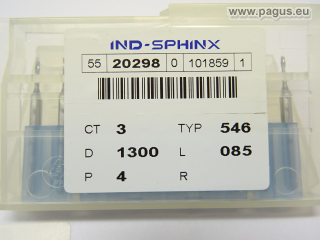 www.pagus.eu
IND-SPHINX
55 20298 0 101859 1
CT 3 TYP 546
D 1300 L 085
P 4 R